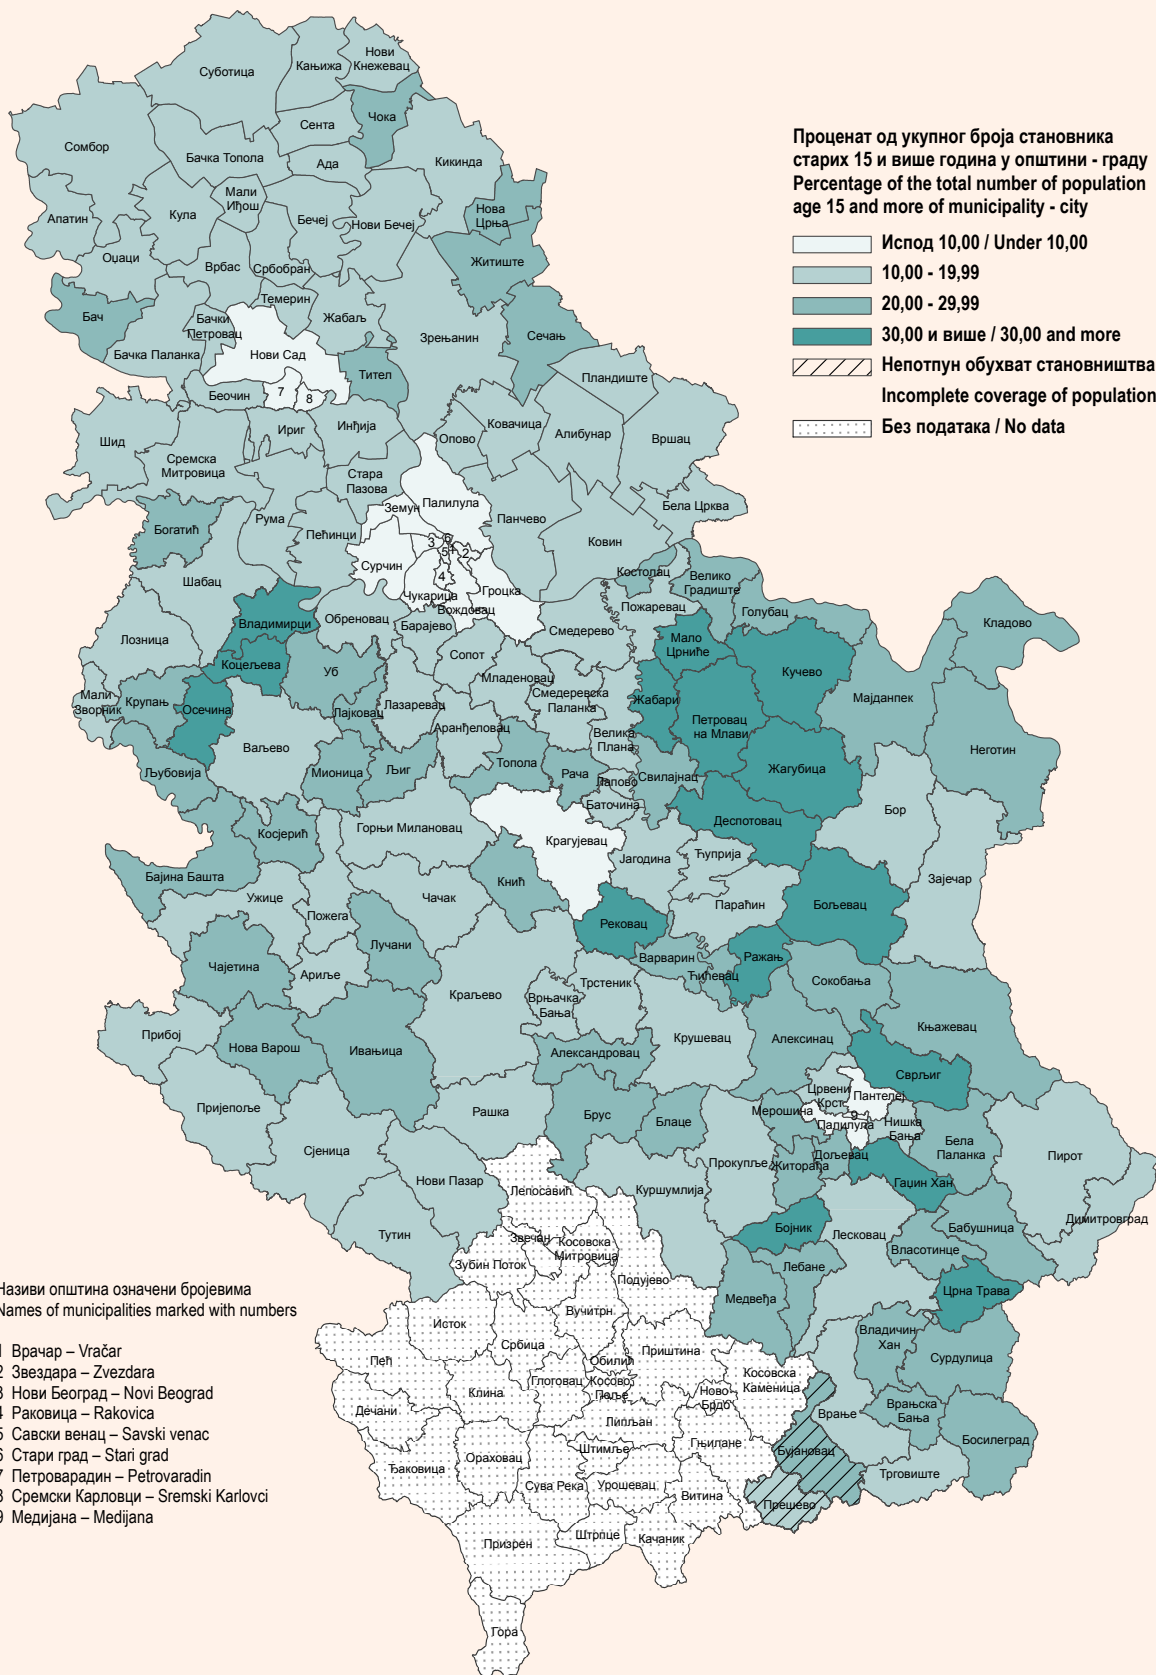 Проценат од укупног броја становника
старих 15 и више година у општини - граду
Percentage of the total number of population
age 15 and more of municipality - city
Испод 10,00 / Under 10,00
10,00 - 19,99
20,00 - 29,99
30,00 и више / 30,00 and more
Непотпун обухват становништва
Incomplete coverage of population
Без података / No data
Суботица
Кањижа
Нови
Кнежевац
Сента
Чока
Сомбор
Бачка Топола
Ада
Кикинда
Апатин
Кула
Мали
Иђош
Бечеј
Нови Бечеј
Нова
Црња
Оџаци
Врбас
Србобран
Житиште
Темерин
Бач
Бачки
Петровац
Жабаљ
Зрењанин
Сечањ
Бачка Паланка
Нови Сад
Тител
Пландиште
7
8
Беочин
Шид
Ириг
Инђија
Опово
Ковачица
Алибунар
Вршац
Сремска
Митровица
Стара
Пазова
Палилула
Бела Црква
Земун
Панчево
Богатић
Рума
Пећинци
3
6
1
5
2
4
Сурчин
Ковин
Гроцка
Чукарица
Вождовац
Костолац
Велико
Градиште
Шабац
Пожаревац
Голубац
Кладово
Владимирци
Обреновац
Барајево
Лозница
Смедерево
Мало
Црниће
Коцељева
Сопот
Кучево
Уб
Младеновац
Мајданпек
Мали
Зворник
Крупањ
Осечина
Лајковац
Лазаревац
Смедеревска
Паланка
Жабари
Петровац
на Млави
Аранђеловац
Велика
Плана
Неготин
Ваљево
Љубовија
Мионица
Љиг
Топола
Рача
Лапово
Свилајнац
Жагубица
Баточина
Бор
Деспотовац
Косјерић
Горњи Милановац
Крагујевац
Јагодина
Ћуприја
Бајина Башта
Кнић
Зајечар
Ужице
Чачак
Пожега
Параћин
Бољевац
Рековац
Лучани
Варварин
Ражањ
Чајетина
Ариље
Ћићевац
Сокобања
Краљево
Врњачка
Бања
Трстеник
Прибој
Књажевац
Нова Варош
Ивањица
Александровац
Крушевац
Алексинац
Сврљиг
Пријепоље
Рашка
Црвени
Крст
Пантелеј
Брус
Блаце
Мерошина
9
Палилула
Нишка
Бања
Бела
Паланка
Пирот
Сјеница
Нови Пазар
Прокупље
Дољевац
Житорађа
Гаџин Хан
Лепосавић
Куршумлија
Димитровград
Тутин
Бојник
Лесковац
Бабушница
Звечан
Косовска
Митровица
Власотинце
Зубин Поток
Лебане
Подујево
Медвеђа
Црна Трава
Исток
Вучитрн
Србица
Владичин
Хан
Сурдулица
Пећ
Обилић
Приштина
Косовска
Каменица
Клина
Глоговац
Косово
Поље
Ново
Брдо
Дечани
Врање
Врањска
Бања
Липљан
Босилеград
Штимље
Гњилане
Бујановац
Ђаковица
Ораховац
Трговиште
Сува Река
Урошевац
Витина
Прешево
Призрен
Штрпце
Качаник
Гора
Називи општина означени бројевима
Names of municipalities marked with numbers
1 Врачар – Vračar
2 Звездара – Zvezdara
3 Нови Београд – Novi Beograd
4 Раковица – Rakovica
5 Савски венац – Savski venac
6 Стари град – Stari grad
7 Петроварадин – Petrovaradin
8 Сремски Карловци – Sremski Karlovci
9 Медијана – Medijana